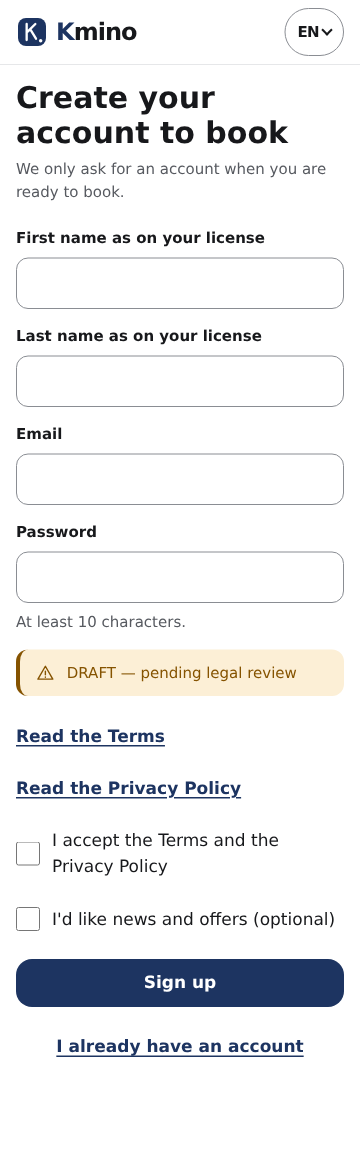 K. Kmino
EN
Create your
account to book
We only ask for an account when you are
ready to book.
First name as on your license
Last name as on your license
Email
Password
At least 10 characters.
DRAFT — pending legal review
Read the Terms
Read the Privacy Policy
I accept the Terms and the
Privacy Policy
I'd like news and offers (optional)
Sign up
I already have an account